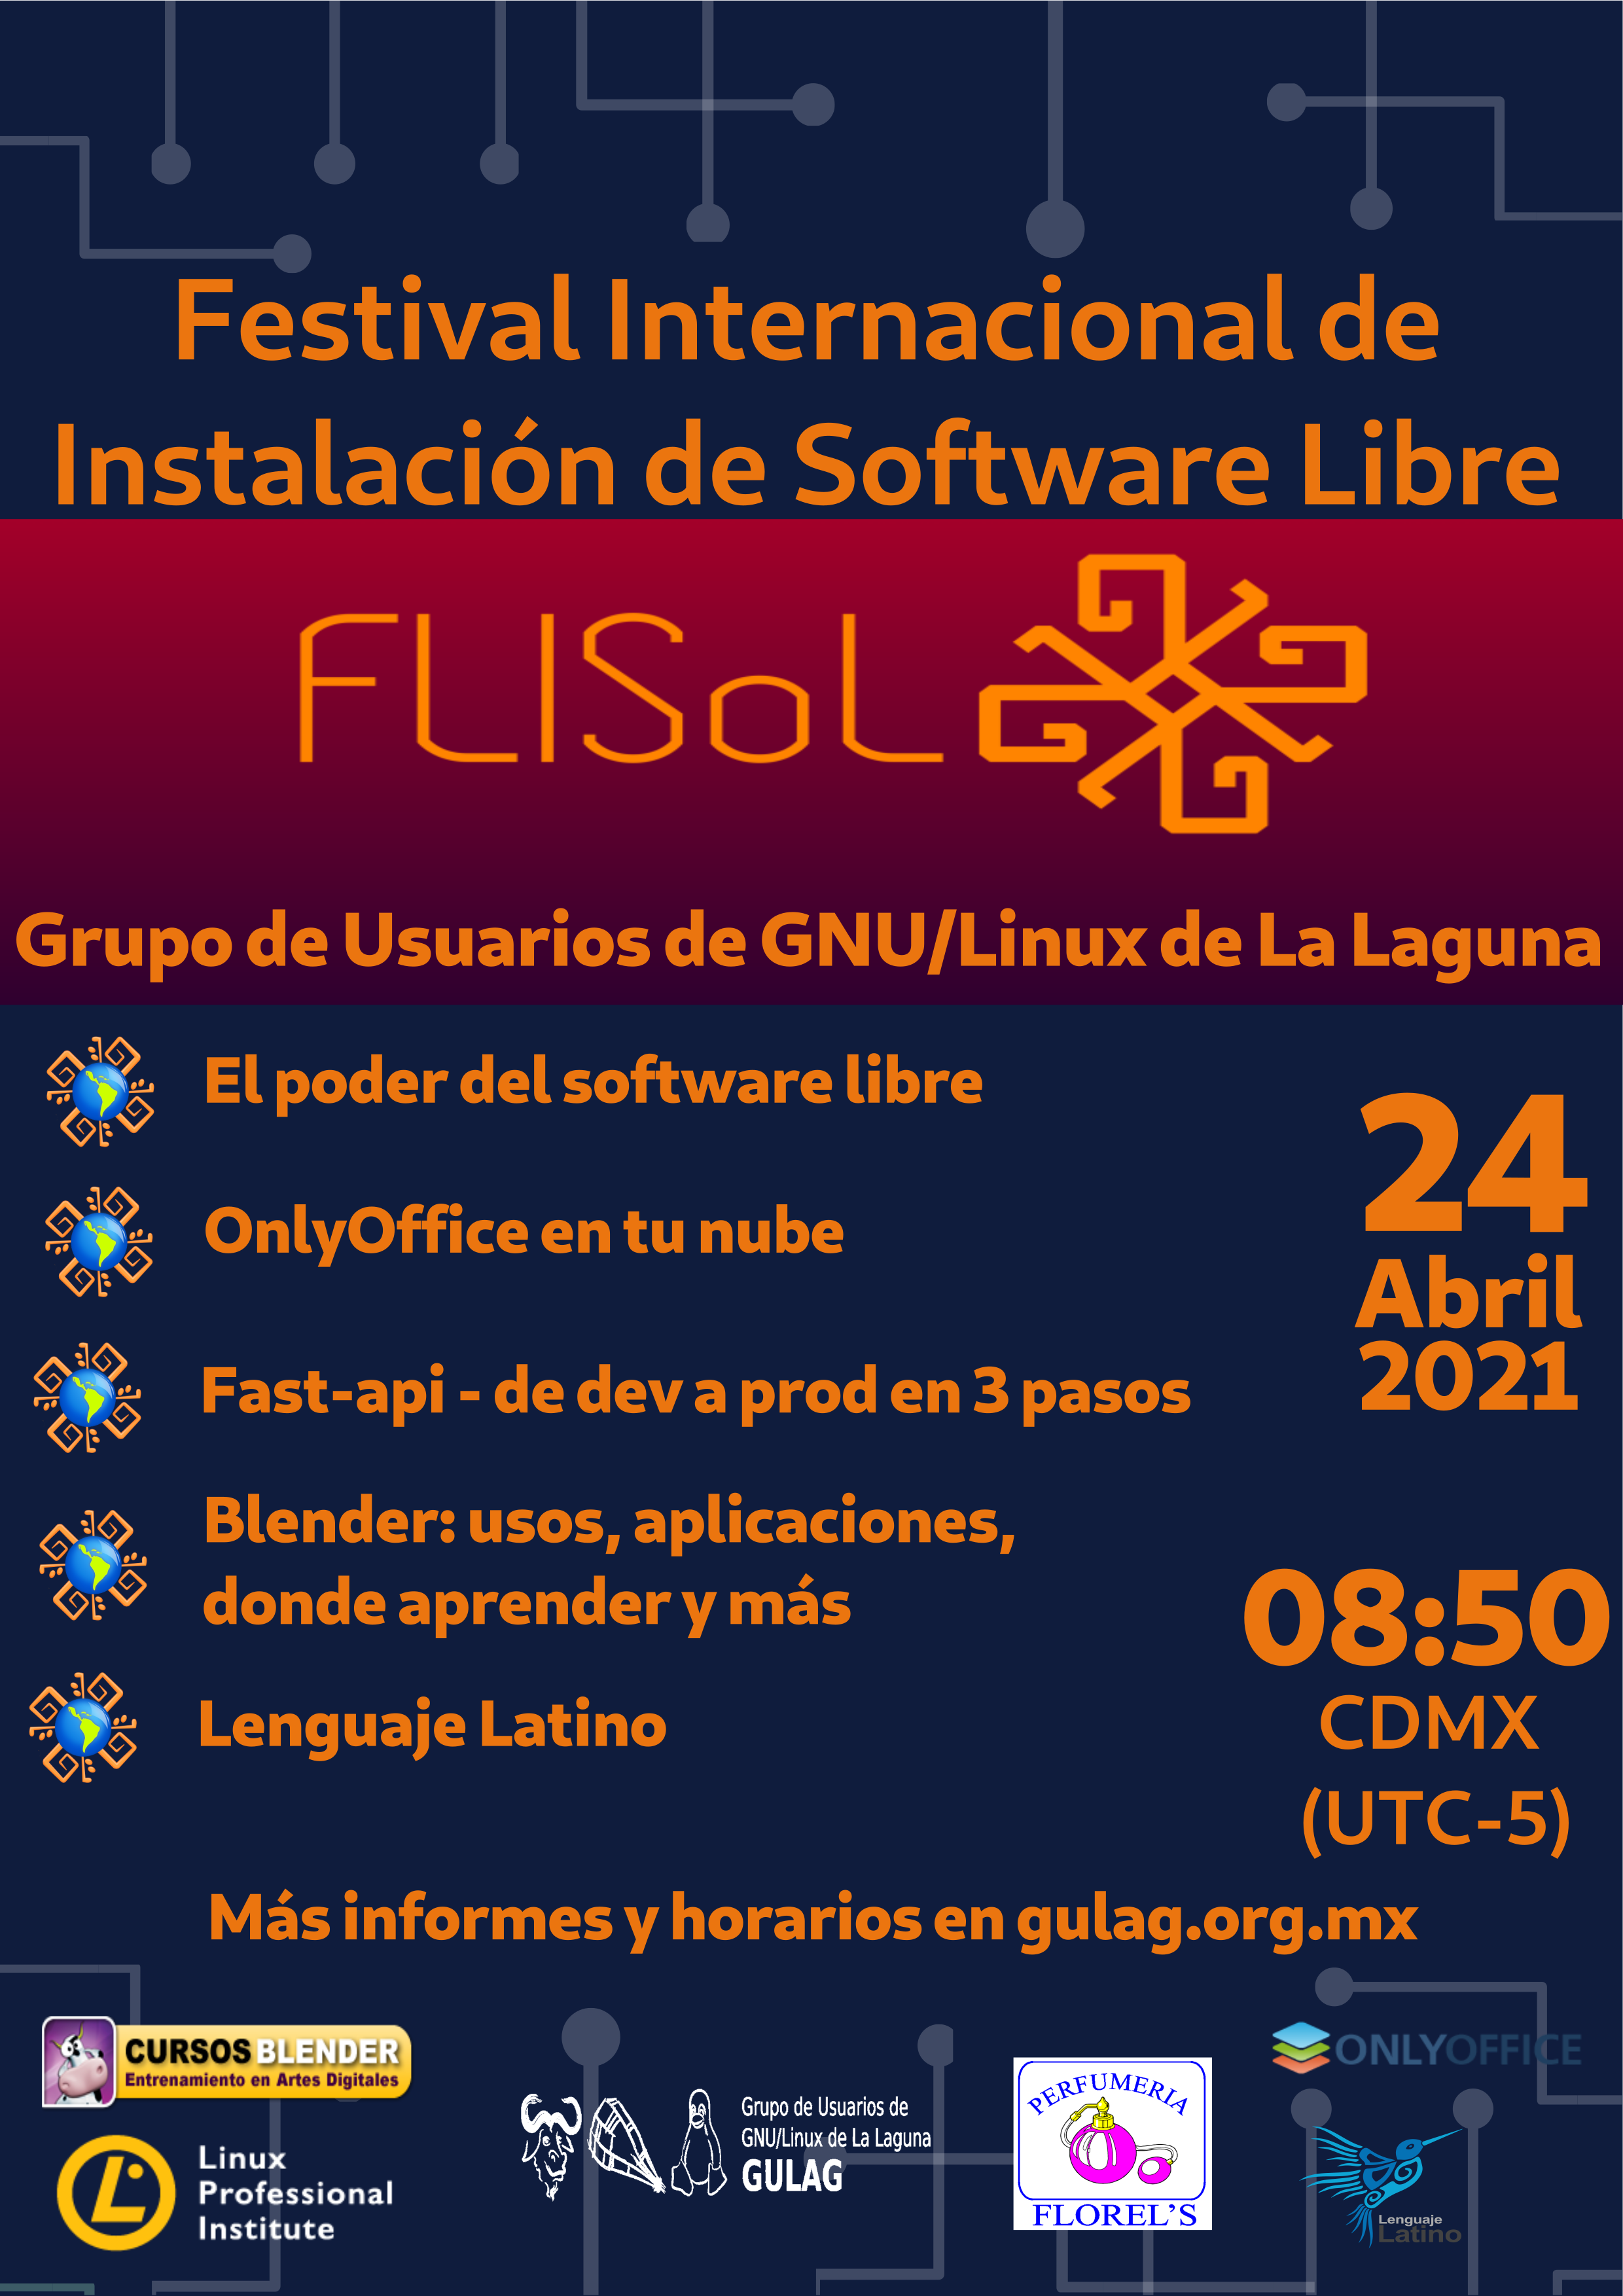 Festival Internacional de
Instalación de Software Libre
FLISoL
Grupo de Usuarios de GNU/Linux de La Laguna
El poder del software libre
OnlyOffice en tu nube
Fast-api - de dev a prod en 3 pasos
Blender: usos, aplicaciones,
donde aprender y más
Lenguaje Latino
24
Abril
2021
08:50
CDMX
(UTC-5)
Más informes y horarios en gulag.org.mx
CURSOS BLENDER
Entrenamiento en Artes Digitales
Linux
Professional
Institute
Grupo de Usuarios de
GNU/Linux de La Laguna
GULAG
PERFUMERIA
FLOREL'S
ONLYOFFICE
Lenguaje
Latino